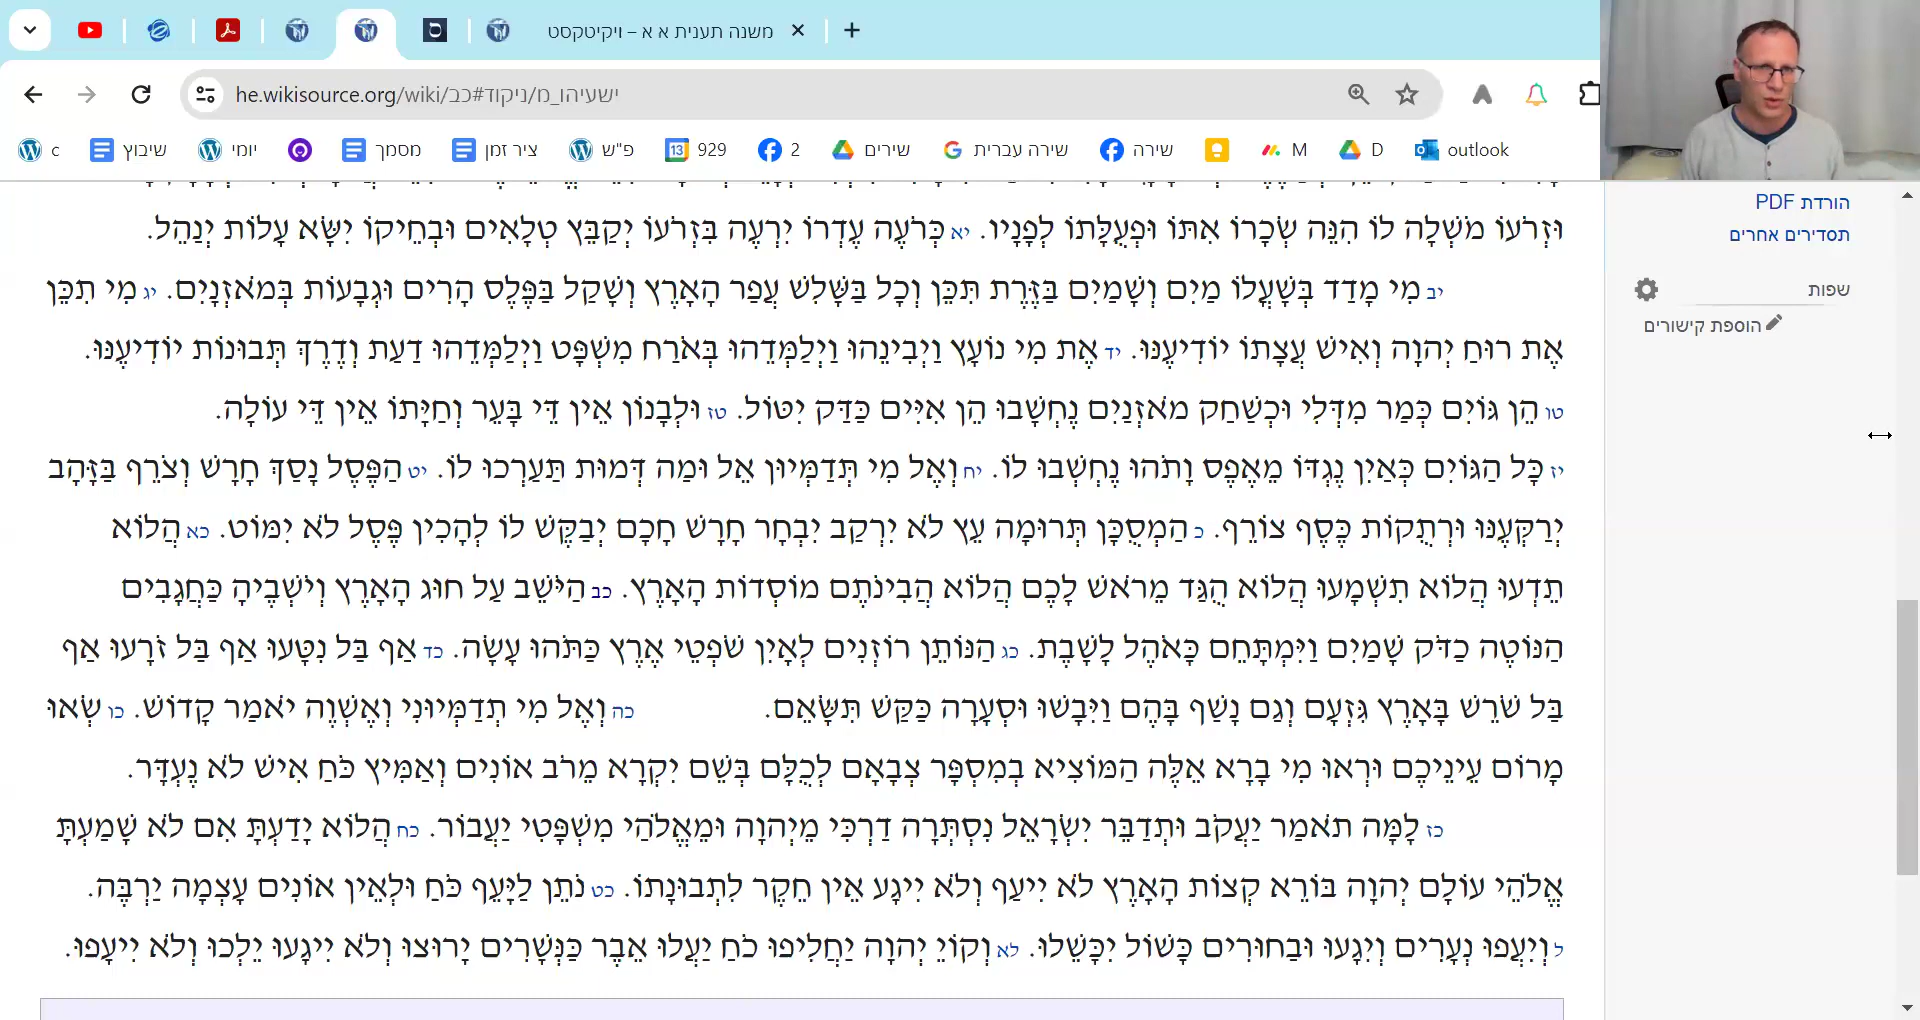 משנה תענית א א – ויקיטקסט
he.wikisource.org/wiki/ישעיהו_מ/ניקוד#כב
c
שיבוץ
יומי
מסמך
ציר זמן
פ"ש
929
2
שירים
שירה עברית
שירה
M
D
outlook
הורדת PDF
תסדירים אחרים
שפות
הוספת קישורים
וּזְרֹעוֹ מֹשְׁלָה לוֹ הִנֵּה שְׂכָרוֹ אִתּוֹ וּפְעֻלָּתוֹ לְפָנָיו. יא כְּרֹעֶה עֶדְרוֹ יִרְעֶה בִּזְרֹעוֹ יְקַבֵּץ טְלָאִים וּבְחֵיקוֹ יִשָּׂא עָלוֹת יְנַהֵל.
יב מִי מָדַד בְּשָׁעֳלוֹ מַיִם וְשָׁמַיִם בַּזֶּרֶת תִּכֵּן וְכָל בַּשָּׁלִשׁ עֲפַר הָאָרֶץ וְשָׁקַל בַּפֶּלֶס הָרִים וּגְבָעוֹת בְּמֹאזְנָיִם. יג מִי תִכֵּן
אֶת רוּחַ יְהוָה וְאִישׁ עֲצָתוֹ יוֹדִיעֶנּוּ. יד אֶת מִי נוֹעָץ וַיְבִינֵהוּ וַיְלַמְּדֵהוּ בְּאֹרַח מִשְׁפָּט וַיְלַמְּדֵהוּ דַעַת וְדֶרֶךְ תְּבוּנוֹת יוֹדִיעֶנּוּ.
טו הֵן גּוֹיִם כְּמַר מִדְּלִי וּכְשַׁחַק מֹאזְנַיִם נֶחְשָׁבוּ הֵן אִיִּים כַּדַּק יִטּוֹל. טז וּלְבָנוֹן אֵין דֵּי בָּעֵר וְחַיָּתוֹ אֵין דֵּי עוֹלָה.
יז כָּל הַגּוֹיִם כְּאַיִן נֶגְדּוֹ מֵאֶפֶס וָתֹהוּ נֶחְשְׁבוּ לוֹ. יח וְאֶל מִי תְּדַמְּיוּן אֵל וּמַה דְּמוּת תַּעַרְכוּ לוֹ. יט הַפֶּסֶל נָסַךְ חָרָשׁ וְצֹרֵף בַּזָּהָב
יְרַקְּעֶנּוּ וּרְתֻקוֹת כֶּסֶף צוֹרֵף. כ הַמְסֻכָּן תְּרוּמָה עֵץ לֹא יִרְקַב יִבְחָר חָרָשׁ חָכָם יְבַקֶּשׁ לוֹ לְהָכִין פֶּסֶל לֹא יִמּוֹט. כא הֲלוֹא
תֵדְעוּ הֲלוֹא תִשְׁמָעוּ הֲלוֹא הֻגַּד מֵרֹאשׁ לָכֶם הֲלוֹא הֲבִינֹתֶם מוֹסְדוֹת הָאָרֶץ. כב הַיֹּשֵׁב עַל חוּג הָאָרֶץ וְיֹשְׁבֶיהָ כַּחֲגָבִים
הַנּוֹטֶה כַדֹּק שָׁמַיִם וַיִּמְתָּחֵם כָּאֹהֶל לָשָׁבֶת. כג הַנּוֹתֵן רוֹזְנִים לְאָיִן שֹׁפְטֵי אֶרֶץ כַּתֹּהוּ עָשָׂה. כד אַף בַּל נִטָּעוּ אַף בַּל זֹרָעוּ אַף
בַּל שֹׁרֵשׁ בָּאָרֶץ גִּזְעָם וְגַם נָשַׁף בָּהֶם וַיִּבָשׁוּ וּסְעָרָה כַּקַּשׁ תִּשָּׂאֵם. כה וְאֶל מִי תְדַמְּיוּנִי וְאֶשְׁוֶה יֹאמַר קָדוֹשׁ. כו שְׂאוּ
מָרוֹם עֵינֵיכֶם וּרְאוּ מִי בָרָא אֵלֶּה הַמּוֹצִיא בְמִסְפָּר צְבָאָם לְכֻלָּם בְּשֵׁם יִקְרָא מֵרֹב אוֹנִים וְאַמִּיץ כֹּחַ אִישׁ לֹא נֶעְדָּר.
כז לָמָּה תֹאמַר יַעֲקֹב וּתְדַבֵּר יִשְׂרָאֵל נִסְתְּרָה דַרְכִּי מֵיְהוָה וּמֵאֱלֹהַי מִשְׁפָּטִי יַעֲבוֹר. כח הֲלוֹא יָדַעְתָּ אִם לֹא שָׁמַעְתָּ
אֱלֹהֵי עוֹלָם יְהוָה בּוֹרֵא קְצוֹת הָאָרֶץ לֹא יִיעַף וְלֹא יִיגָע אֵין חֵקֶר לִתְבוּנָתוֹ. כט נֹתֵן לַיָּעֵף כֹּחַ וּלְאֵין אוֹנִים עָצְמָה יַרְבֶּה.
ל וְיִעֲפוּ נְעָרִים וְיִגָעוּ וּבַחוּרִים כָּשׁוֹל יִכָּשֵׁלוּ. לא וְקוֹיֵ יְהוָה יַחֲלִיפוּ כֹחַ יַעֲלוּ אֵבֶר כַּנְּשָׁרִים יָרוּצוּ וְלֹא יִיגָעוּ יֵלְכוּ וְלֹא יִיעָפוּ.